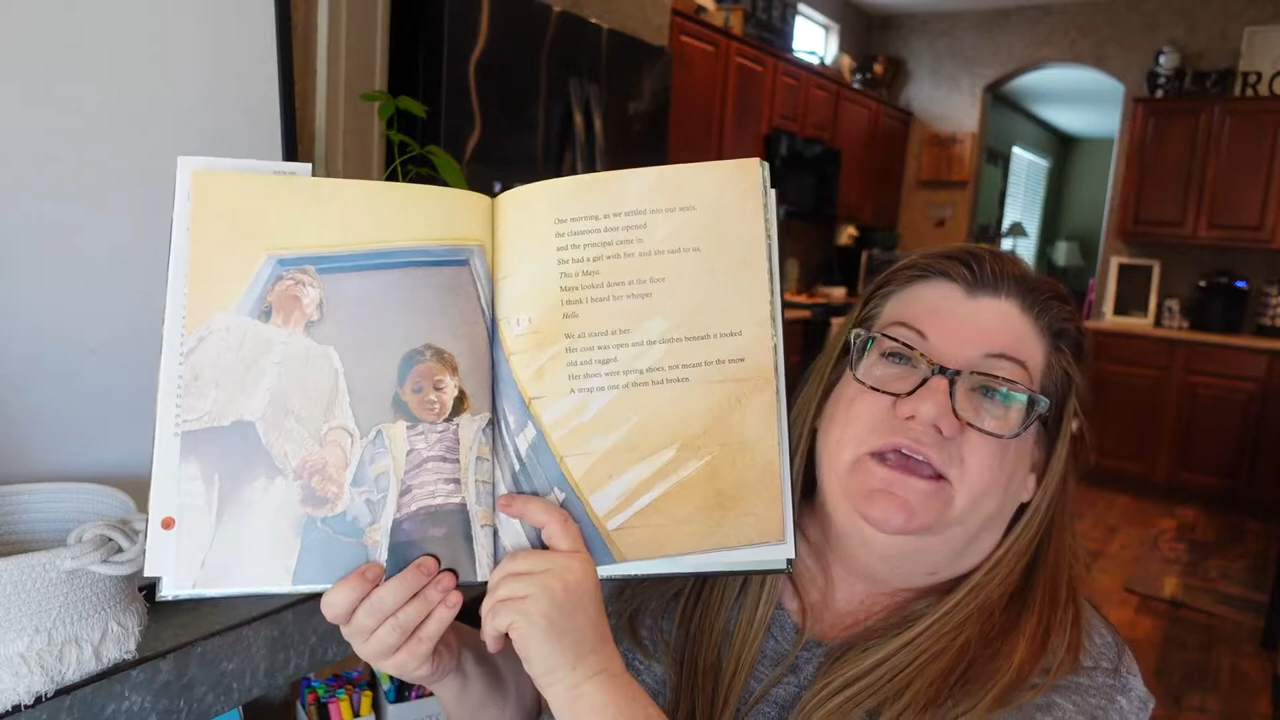 One morning, as we settled into our seats,
the classroom door opened
and the principal came in.
She had a girl with her, and she said to us,
This is Maya.
Maya looked down at the floor.
I think I heard her whisper
Hello.
We all stared at her.
Her coat was open and the clothes beneath it looked
old and ragged.
Her shoes were spring shoes, not meant for the snow.
A strap on one of them had broken.